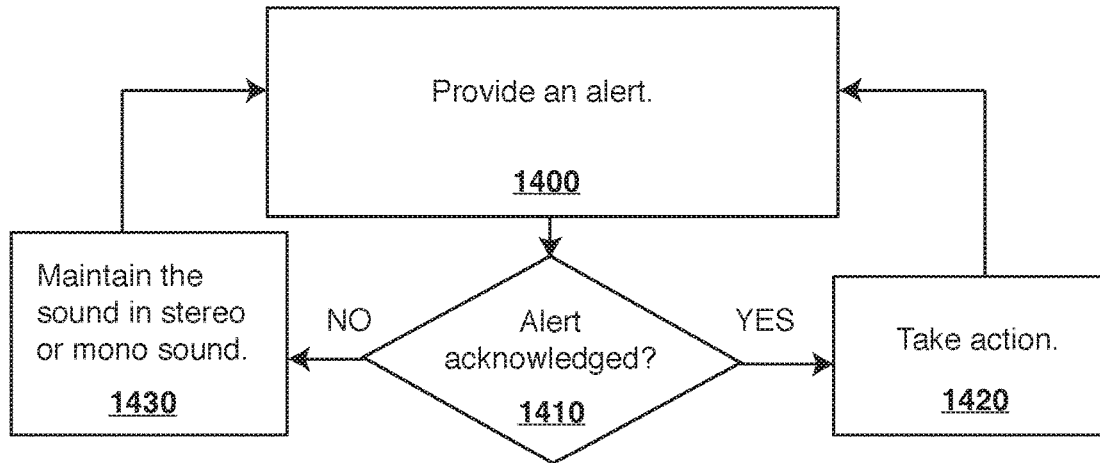 Provide an alert.
1400
Maintain the
sound in stereo
or mono sound.
1430
NO
Alert
acknowledged?
1410
YES
Take action.
1420